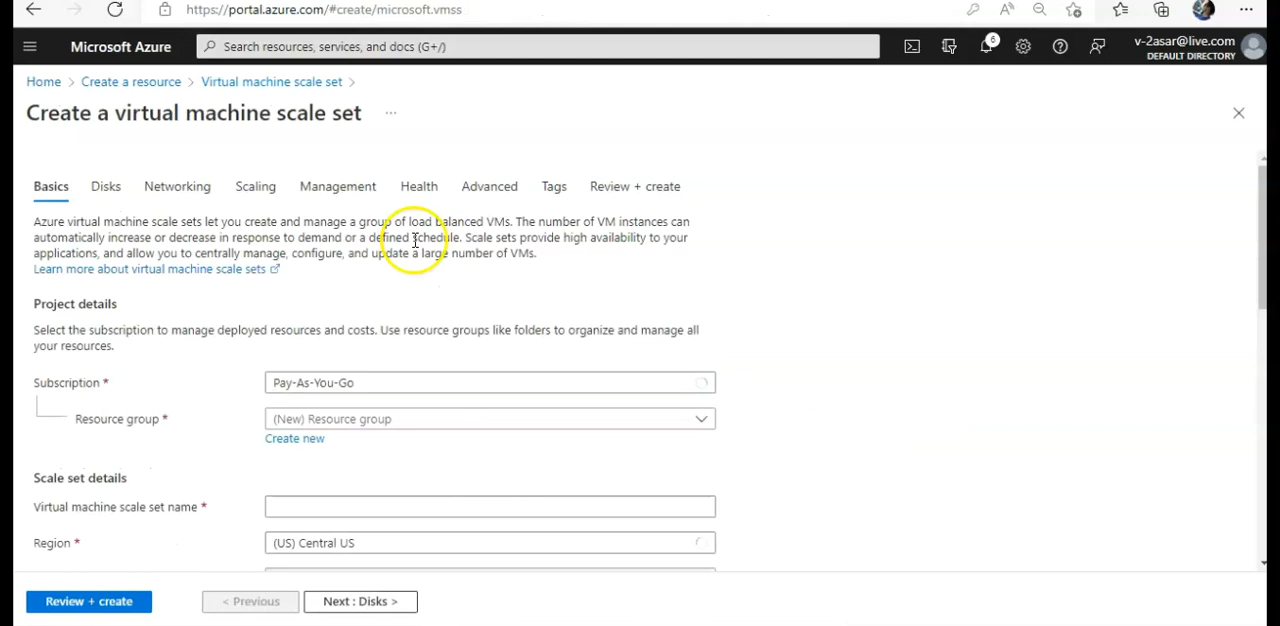 https://portal.azure.com/#create/microsoft.vmss
Microsoft Azure
Search resources, services, and docs (G+/)
6
v-2asar@live.com
DEFAULT DIRECTORY
Home > Create a resource > Virtual machine scale set >
Create a virtual machine scale set ...
Basics Disks Networking Scaling Management Health Advanced Tags Review + create
Azure virtual machine scale sets let you create and manage a group of load balanced VMs. The number of VM instances can
automatically increase or decrease in response to demand or a defined schedule. Scale sets provide high availability to your
applications, and allow you to centrally manage, configure, and update a large number of VMs.
Learn more about virtual machine scale sets
Project details
Select the subscription to manage deployed resources and costs. Use resource groups like folders to organize and manage all
your resources.
Subscription * Pay-As-You-Go
Resource group * (New) Resource group
Create new
Scale set details
Virtual machine scale set name *
Region * (US) Central US
Review + create < Previous Next : Disks >